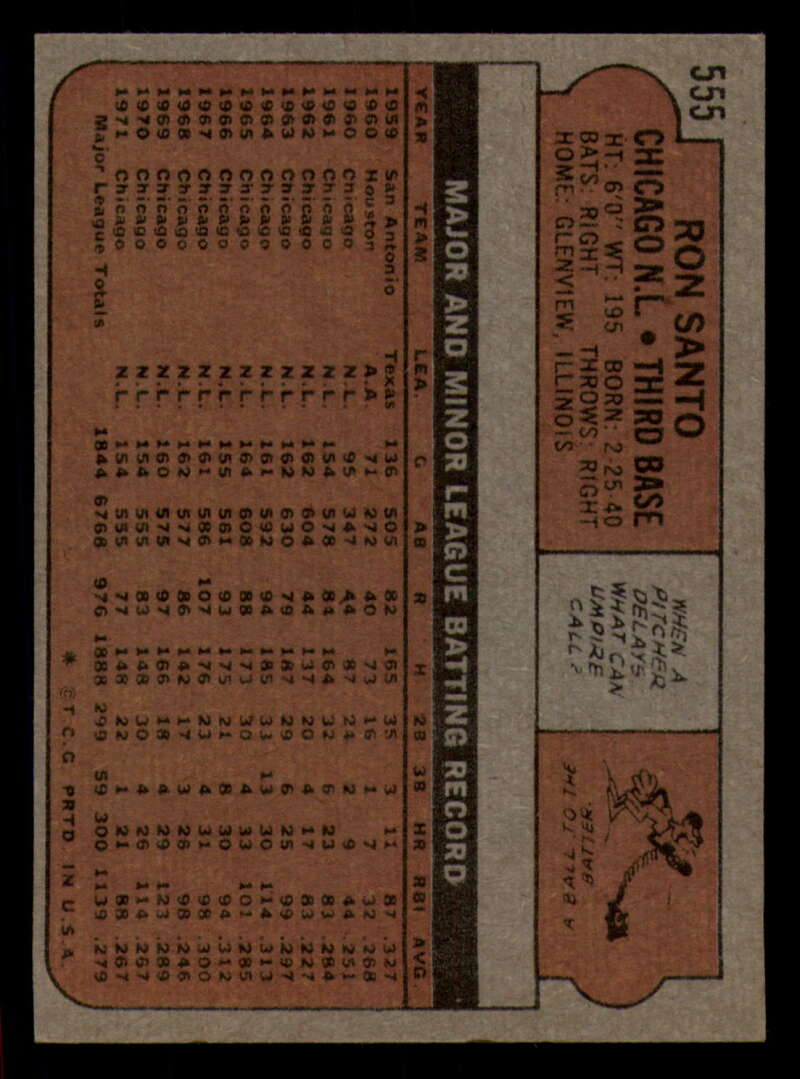 555
RON SANTO
CHICAGO N.L. • THIRD BASE
HT: 6'0" WT: 195 BORN: 2-25-40
BATS: RIGHT THROWS: RIGHT
HOME: GLENVIEW, ILLINOIS
WHEN A
PITCHER
DELAYS
WHAT CAN
UMPIRE
CALL?
A BALL TO THE
BATTER.
MAJOR AND MINOR LEAGUE BATTING RECORD
YEAR TEAM LEA. G AB R H 2B 3B HR RBI AVG.
1959 San Antonio Texas 136 505 82 165 35 3 11 87 .327
1960 Houston A.A. 71 272 40 73 16 1 7 32 .268
1960 Chicago N.L. 95 347 44 87 24 2 9 44 .251
1961 Chicago N.L. 154 578 84 164 32 6 23 83 .284
1962 Chicago N.L. 162 604 44 137 20 4 17 83 .227
1963 Chicago N.L. 162 630 79 187 29 6 25 99 .297
1964 Chicago N.L. 161 592 94 185 33 13 30 114 .313
1965 Chicago N.L. 164 608 88 173 30 4 33 101 .285
1966 Chicago N.L. 155 561 93 175 21 8 30 94 .312
1967 Chicago N.L. 161 586 107 176 23 4 31 98 .300
1968 Chicago N.L. 162 577 86 142 17 3 26 98 .246
1969 Chicago N.L. 160 575 97 166 18 4 29 123 .289
1970 Chicago N.L. 154 555 83 148 30 4 26 114 .267
1971 Chicago N.L. 154 555 77 148 22 1 21 88 .267
Major League Totals 1844 6768 976 1888 299 59 300 1139 .279
* © T.C.G. PRTD. IN U.S.A.